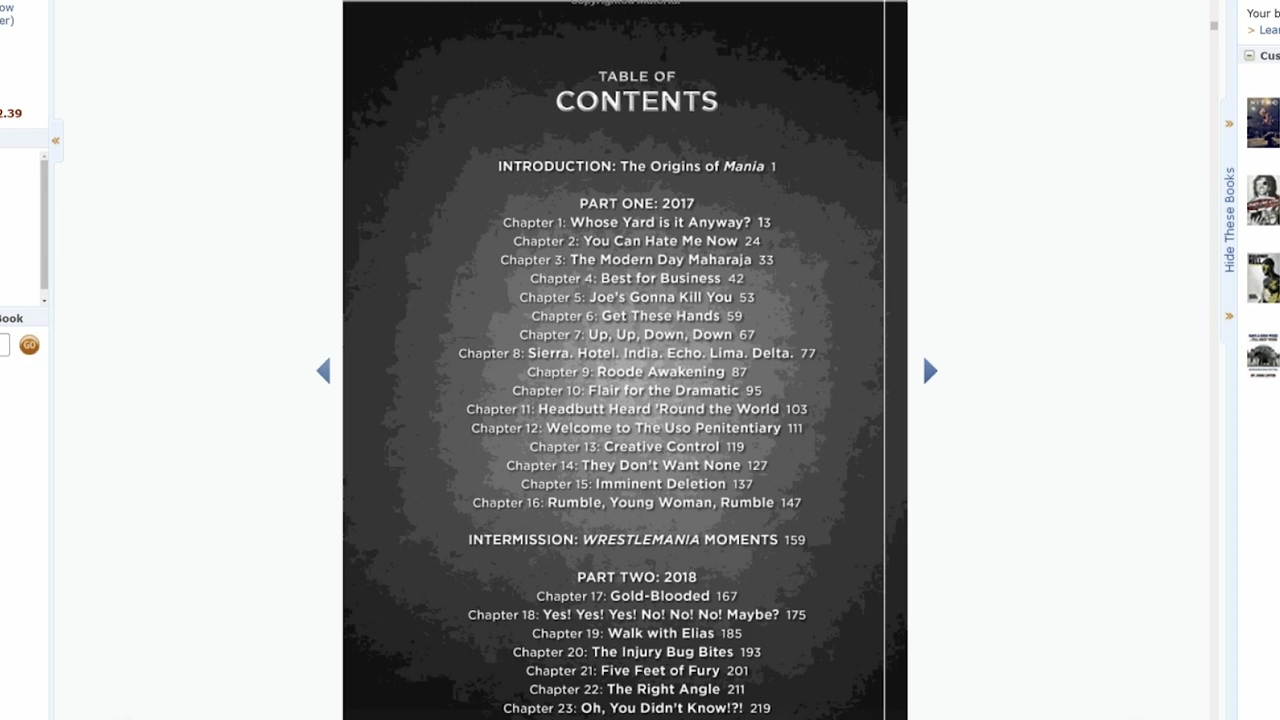 Copyrighted Material
ow
er)
Your b
> Lear
Cus
2.39
«
Book
GO
»
Hide These Books
»
TABLE OF
CONTENTS
INTRODUCTION: The Origins of Mania 1
PART ONE: 2017
Chapter 1: Whose Yard is it Anyway? 13
Chapter 2: You Can Hate Me Now 24
Chapter 3: The Modern Day Maharaja 33
Chapter 4: Best for Business 42
Chapter 5: Joe's Gonna Kill You 53
Chapter 6: Get These Hands 59
Chapter 7: Up, Up, Down, Down 67
Chapter 8: Sierra. Hotel. India. Echo. Lima. Delta. 77
Chapter 9: Roode Awakening 87
Chapter 10: Flair for the Dramatic 95
Chapter 11: Headbutt Heard 'Round the World 103
Chapter 12: Welcome to The Uso Penitentiary 111
Chapter 13: Creative Control 119
Chapter 14: They Don't Want None 127
Chapter 15: Imminent Deletion 137
Chapter 16: Rumble, Young Woman, Rumble 147
INTERMISSION: WRESTLEMANIA MOMENTS 159
PART TWO: 2018
Chapter 17: Gold-Blooded 167
Chapter 18: Yes! Yes! Yes! No! No! No! Maybe? 175
Chapter 19: Walk with Elias 185
Chapter 20: The Injury Bug Bites 193
Chapter 21: Five Feet of Fury 201
Chapter 22: The Right Angle 211
Chapter 23: Oh, You Didn't Know!?! 219